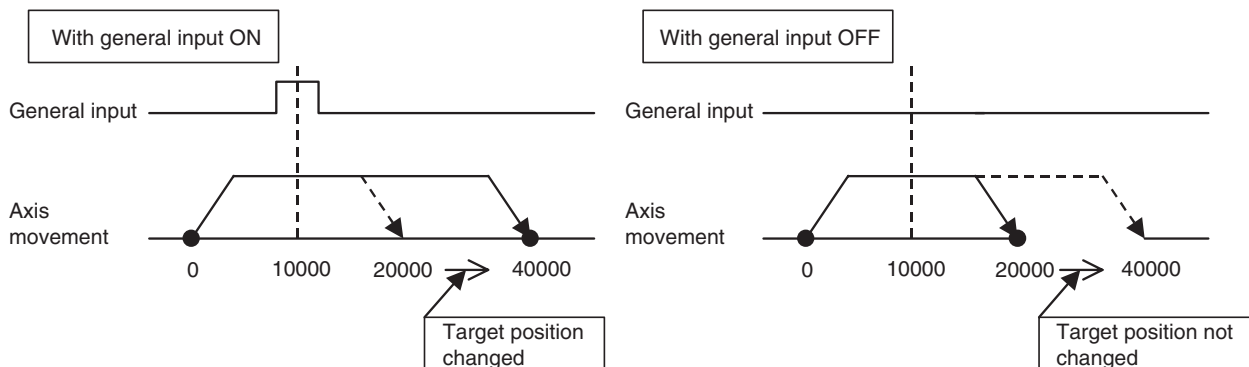 With general input ON
General input
Axis
movement
0 10000 20000 40000
Target position
changed
With general input OFF
General input
Axis
movement
0 10000 20000 40000
Target position not
changed